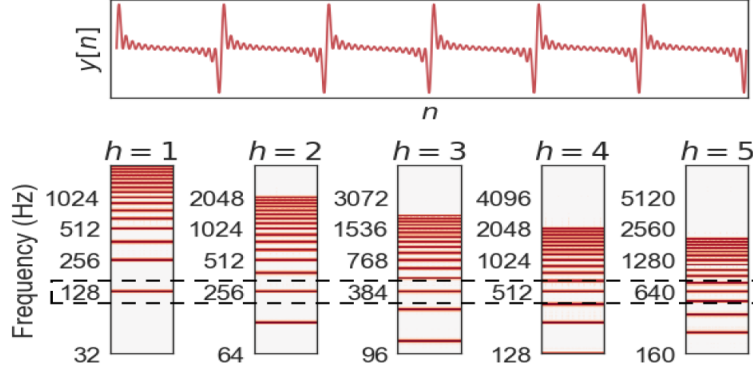 y[n]
n
h = 1 h = 2 h = 3 h = 4 h = 5
Frequency (Hz)
1024 2048 3072 4096 5120
512 1024 1536 2048 2560
256 512 768 1024 1280
128 256 384 512 640
32 64 96 128 160